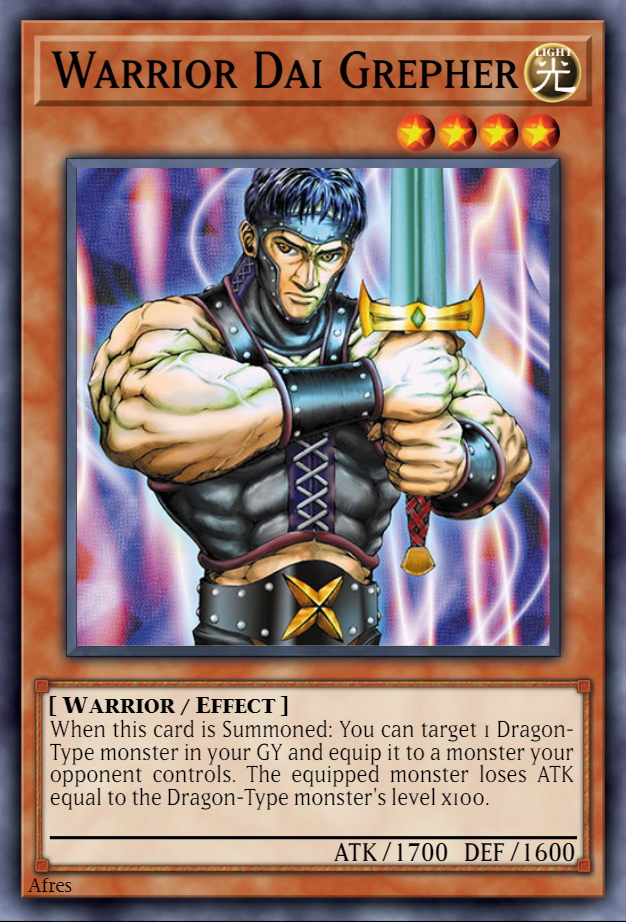 Warrior Dai Grepher
LIGHT
光
[ Warrior / Effect ]
When this card is Summoned: You can target 1 Dragon-
Type monster in your GY and equip it to a monster your
opponent controls. The equipped monster loses ATK
equal to the Dragon-Type monster's level x100.
ATK/1700 DEF/1600
Afres